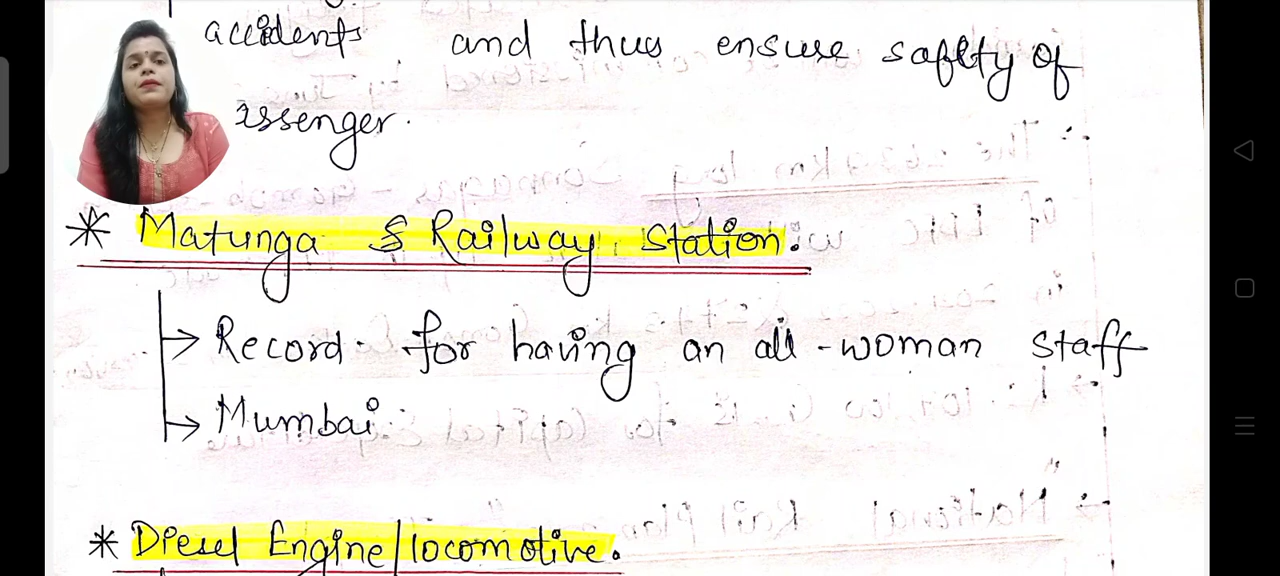 accidents and thus ensure safety of
ssenger.
* Matunga § Railway Station:
→ Record. for having an all-woman staff
→ Mumbai
* Diesel Engine/locomotive.